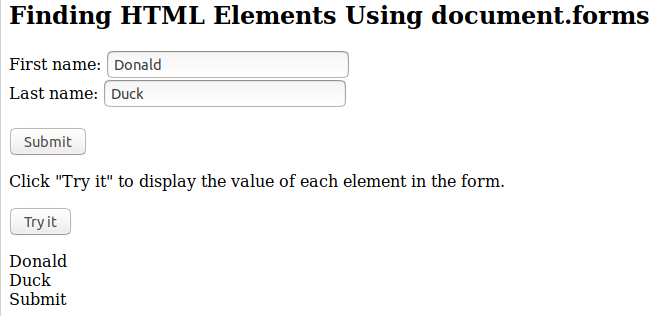 Finding HTML Elements Using document.forms
First name: Donald
Last name: Duck
Submit
Click "Try it" to display the value of each element in the form.
Try it
Donald
Duck
Submit